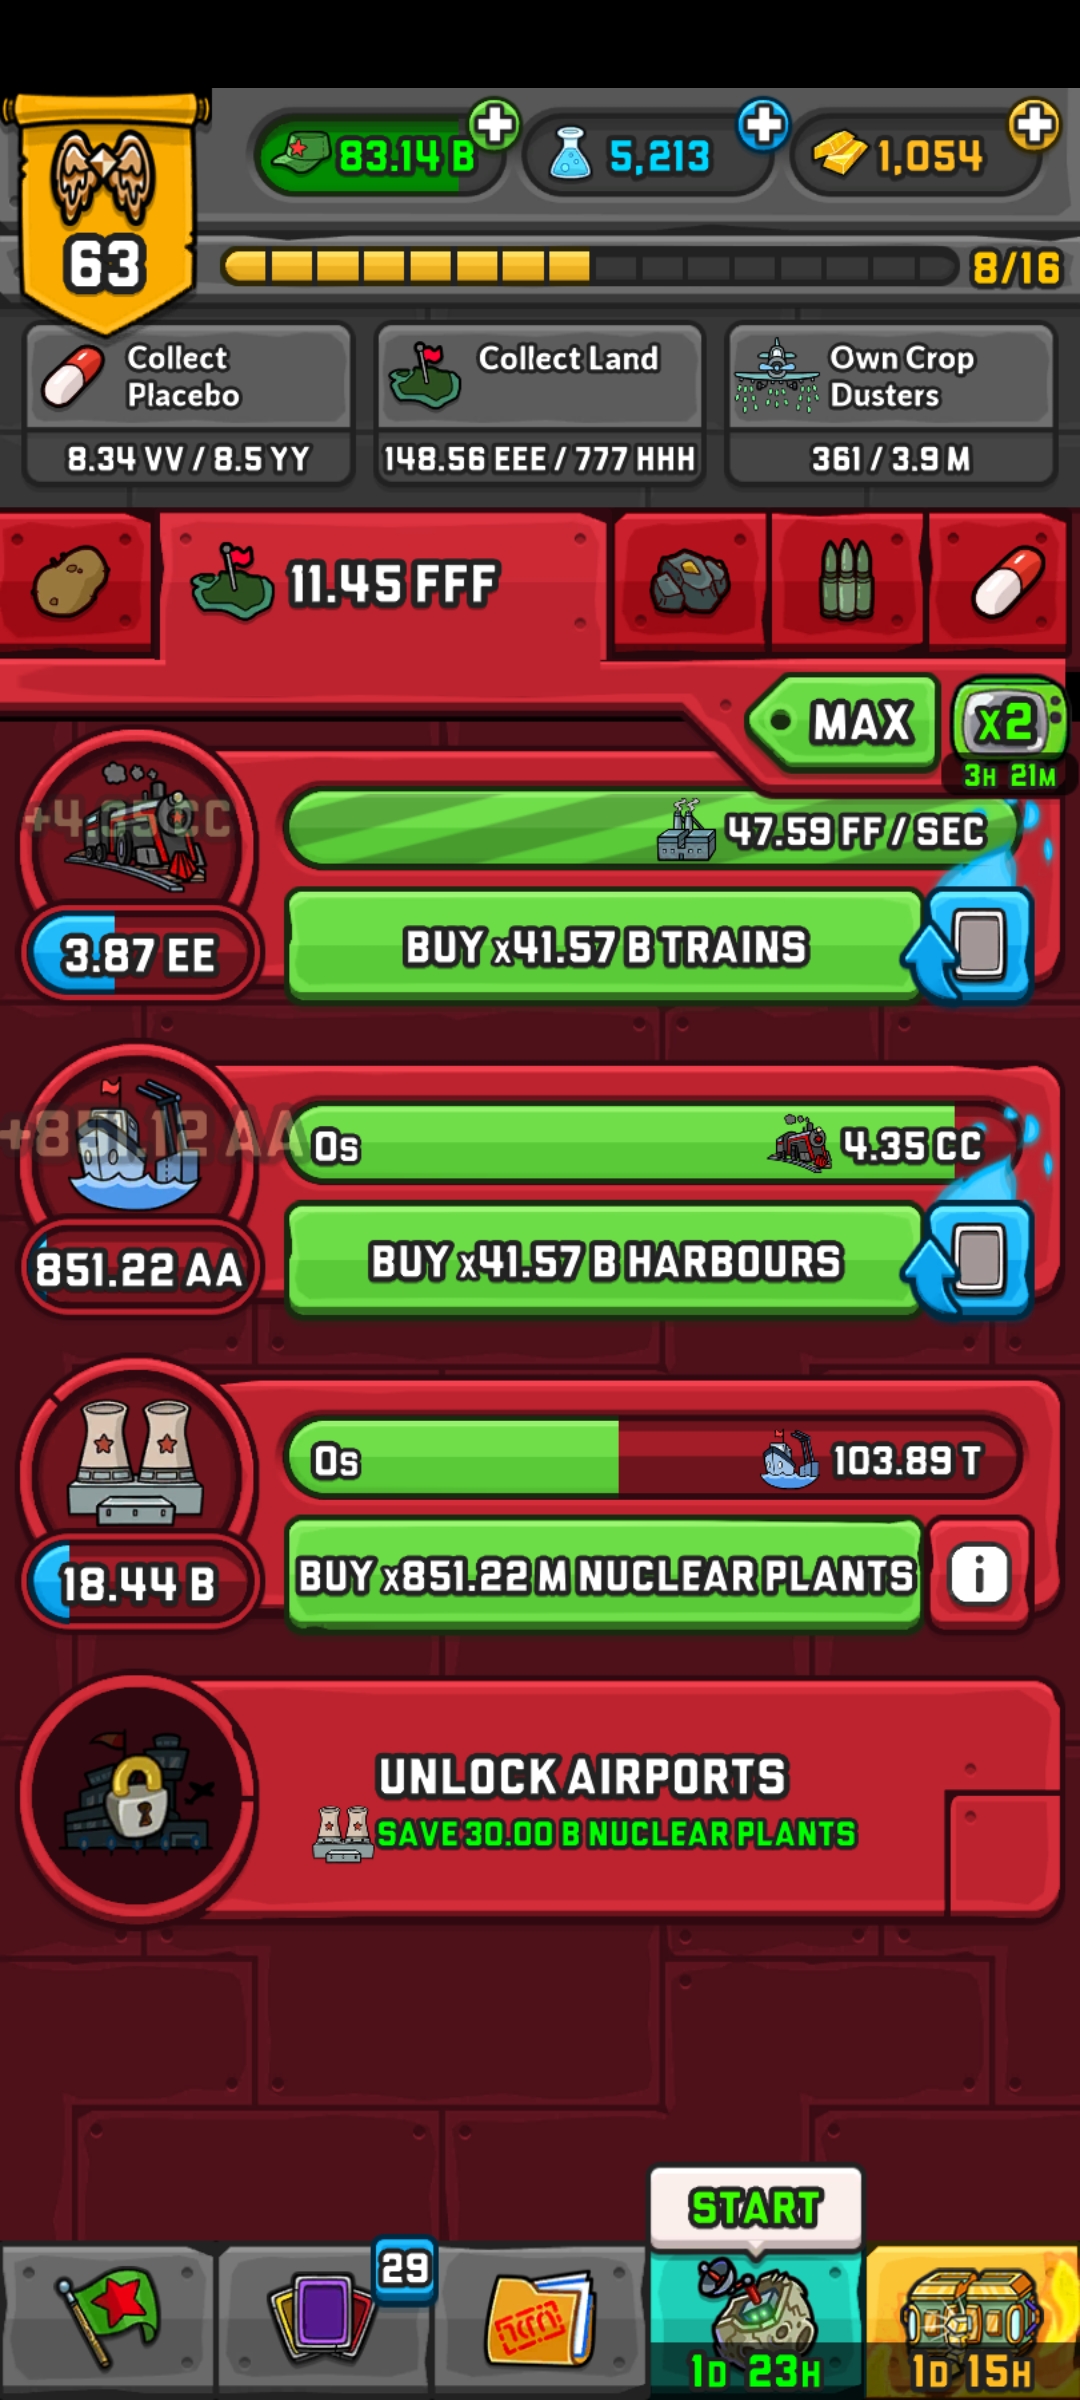 83.14 B
5,213
1,054
63
8/16
Collect
Placebo
8.34 VV / 8.5 YY
Collect Land
148.56 EEE / 777 HHH
Own Crop
Dusters
361 / 3.9 M
11.45 FFF
MAX
x2
3H 21M
47.59 FF / SEC
3.87 EE
BUY x41.57 B TRAINS
+851.12 AA
0s
4.35 CC
851.22 AA
BUY x41.57 B HARBOURS
0s
103.89 T
18.44 B
BUY x851.22 M NUCLEAR PLANTS
i
UNLOCK AIRPORTS
SAVE 30.00 B NUCLEAR PLANTS
START
29
1D 23H
1D 15H